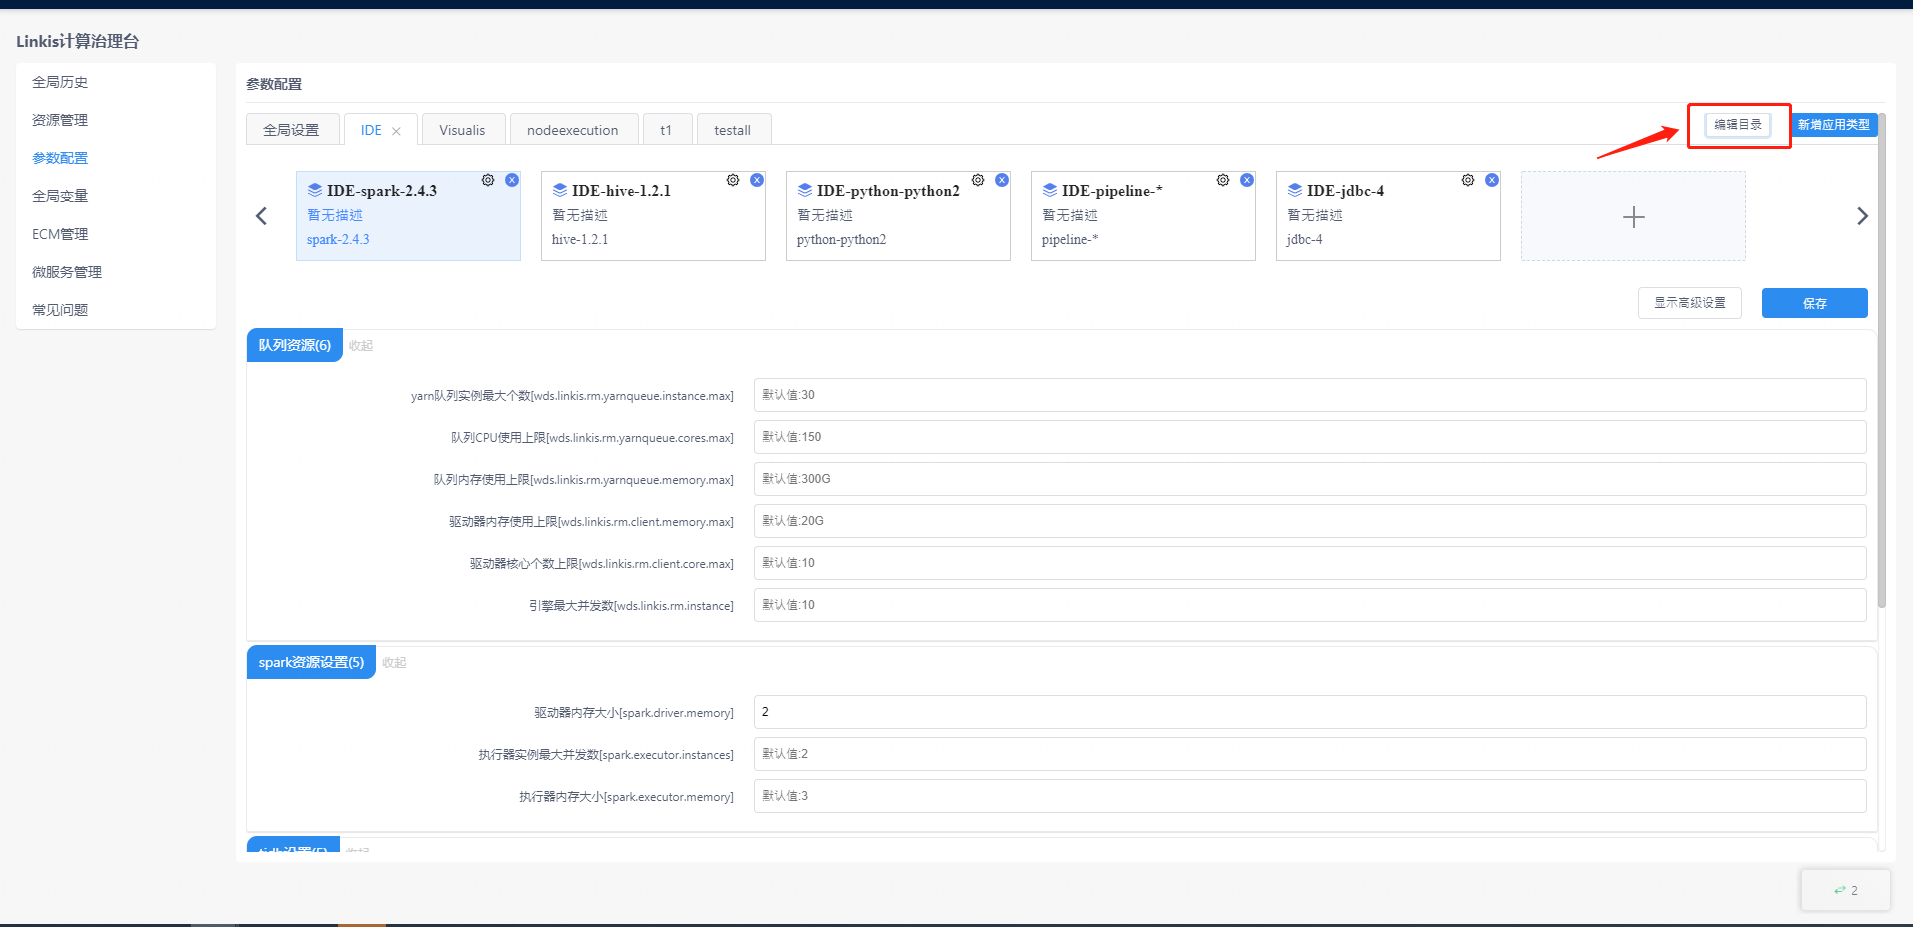 Linkis计算治理台
全局历史
资源管理
参数配置
全局变量
ECM管理
微服务管理
常见问题
参数配置
全局设置 IDE Visualis nodeexecution t1 testall 编辑目录 新增应用类型
IDE-spark-2.4.3
暂无描述
spark-2.4.3
IDE-hive-1.2.1
暂无描述
hive-1.2.1
IDE-python-python2
暂无描述
python-python2
IDE-pipeline-*
暂无描述
pipeline-*
IDE-jdbc-4
暂无描述
jdbc-4
显示高级设置 保存
队列资源(6) 收起
yarn队列实例最大个数[wds.linkis.rm.yarnqueue.instance.max] 默认值:30
队列CPU使用上限[wds.linkis.rm.yarnqueue.cores.max] 默认值:150
队列内存使用上限[wds.linkis.rm.yarnqueue.memory.max] 默认值:300G
驱动器内存使用上限[wds.linkis.rm.client.memory.max] 默认值:20G
驱动器核心个数上限[wds.linkis.rm.client.core.max] 默认值:10
引擎最大并发数[wds.linkis.rm.instance] 默认值:10
spark资源设置(5) 收起
驱动器内存大小[spark.driver.memory] 2
执行器实例最大并发数[spark.executor.instances] 默认值:2
执行器内存大小[spark.executor.memory] 默认值:3
tidb设置(5) 收起
2